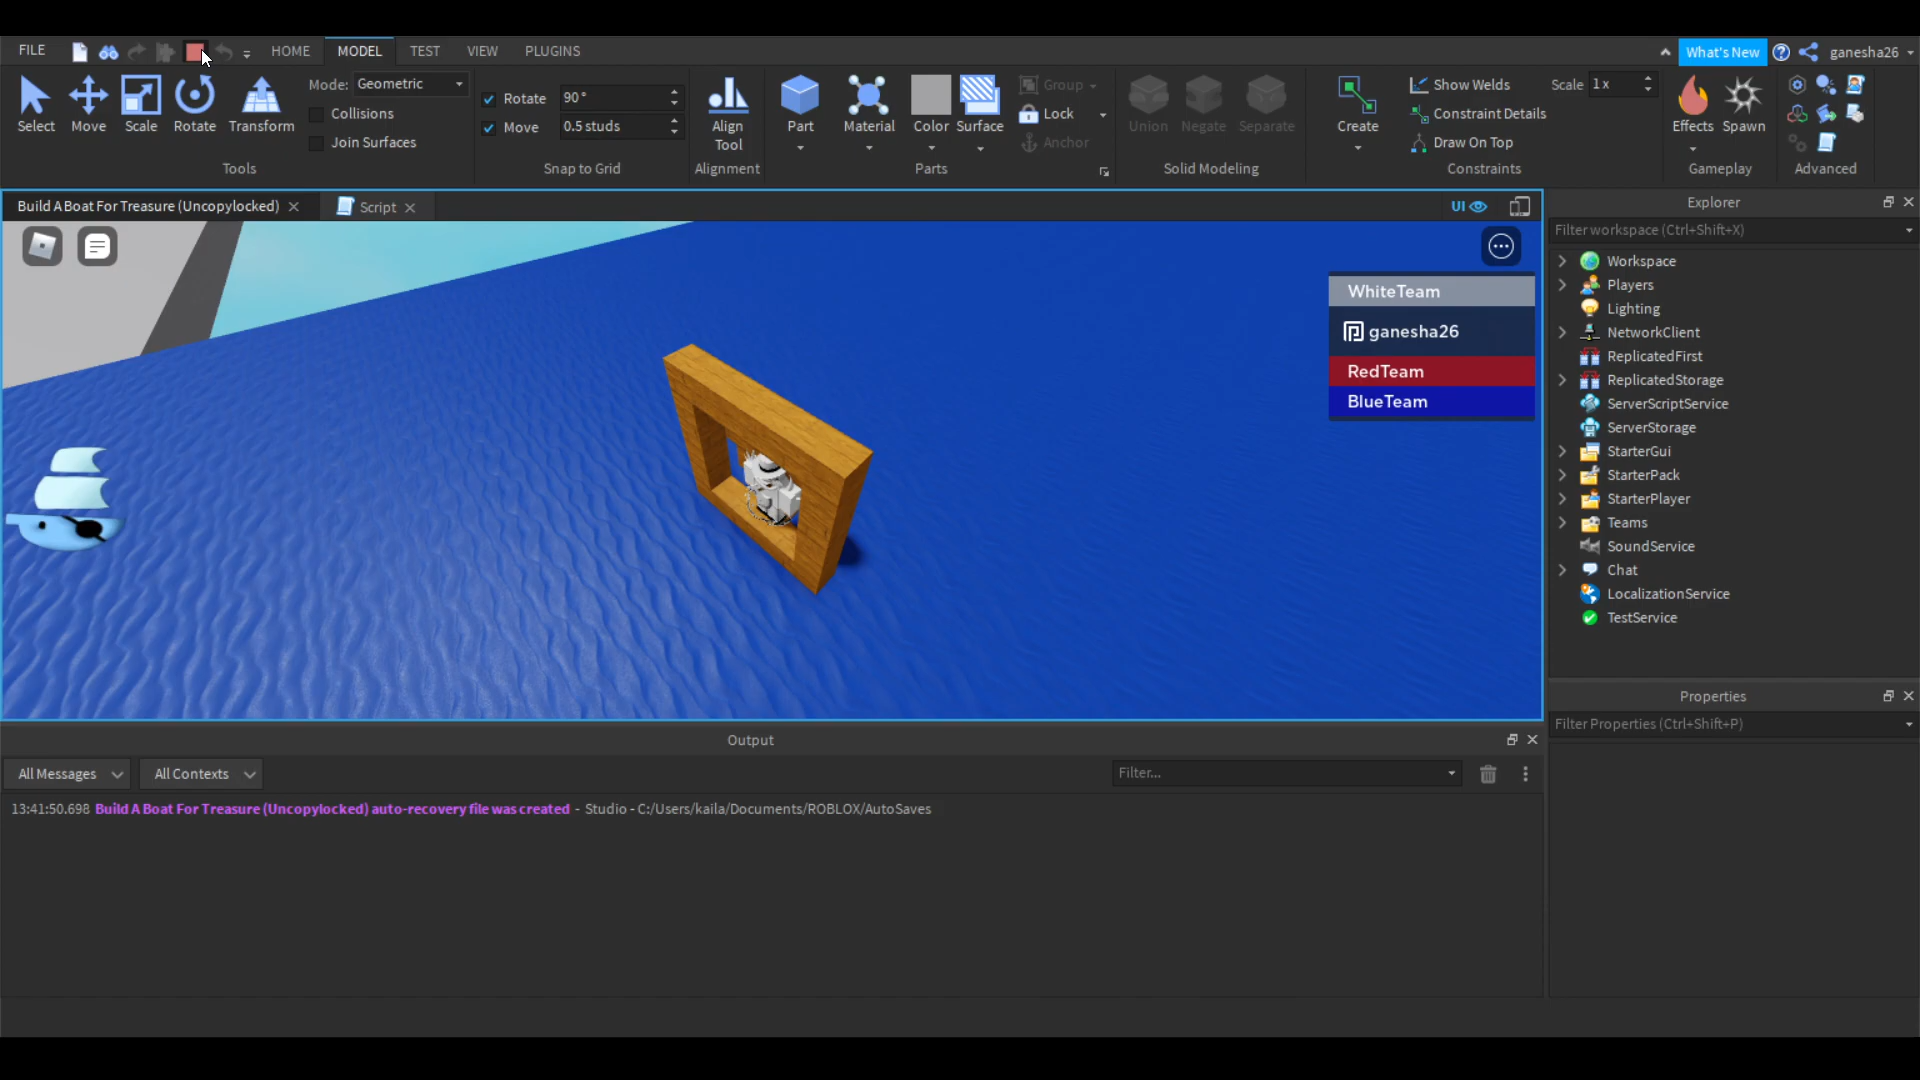 FILE HOME MODEL TEST VIEW PLUGINS What's New ganesha26
Select Move Scale Rotate Transform
Mode: Geometric
Collisions
Join Surfaces
Tools
Rotate 90°
Move 0.5 studs
Snap to Grid
Align Tool
Alignment
Part Material Color Surface
Group
Lock
Anchor
Parts
Union Negate Separate
Solid Modeling
Create
Show Welds
Constraint Details
Draw On Top
Scale 1 x
Constraints
Effects Spawn
Gameplay
Advanced
Build A Boat For Treasure (Uncopylocked) Script UI
WhiteTeam
ganesha26
RedTeam
BlueTeam
Explorer
Filter workspace (Ctrl+Shift+X)
Workspace
Players
Lighting
NetworkClient
ReplicatedFirst
ReplicatedStorage
ServerScriptService
ServerStorage
StarterGui
StarterPack
StarterPlayer
Teams
SoundService
Chat
LocalizationService
TestService
Properties
Filter Properties (Ctrl+Shift+P)
Output
All Messages All Contexts Filter...
13:41:50.698 Build A Boat For Treasure (Uncopylocked) auto-recovery file was created - Studio - C:/Users/kaila/Documents/ROBLOX/AutoSaves